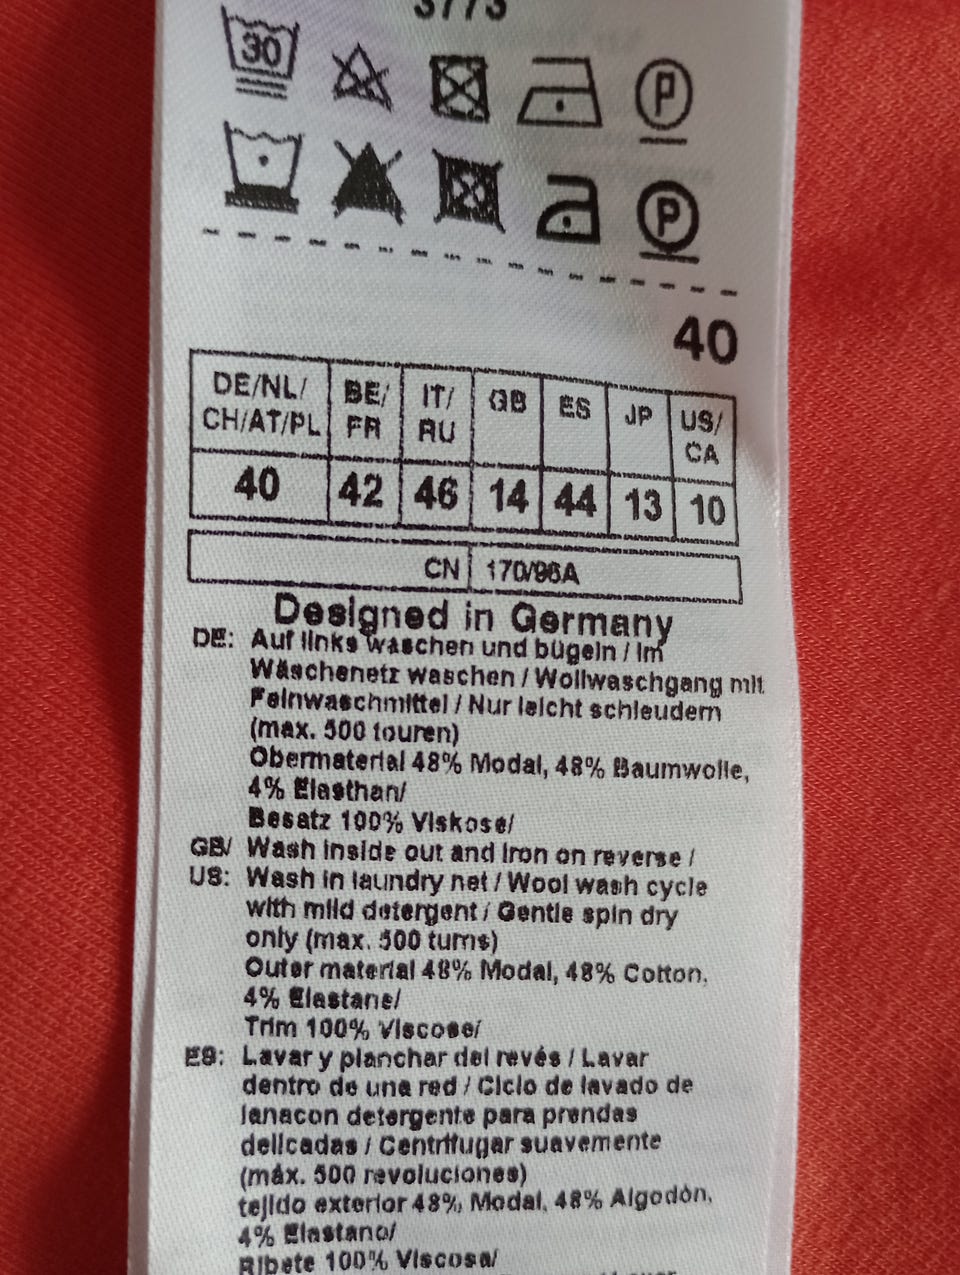 3773
30
P
P
40
DE/NL/ CH/AT/PL BE/ FR IT/ RU GB ES JP US/ CA
40 42 46 14 44 13 10
CN 170/96A
Designed in Germany
DE: Auf links waschen und bügeln / Im
Wäschenetz waschen / Wollwaschgang mit
Feinwaschmittel / Nur leicht schleudern
(max. 500 touren)
Obermaterial 48% Modal, 48% Baumwolle,
4% Elasthan/
Besatz 100% Viskose/
GB/ Wash inside out and iron on reverse /
US: Wash in laundry net / Wool wash cycle
with mild detergent / Gentle spin dry
only (max. 500 turns)
Outer material 48% Modal, 48% Cotton,
4% Elastane/
Trim 100% Viscose/
ES: Lavar y planchar del revés / Lavar
dentro de una red / Ciclo de lavado de
lanacon detergente para prendas
delicadas / Centrifugar suavemente
(máx. 500 revoluciones)
tejido exterior 48% Modal, 48% Algodón,
4% Elastano/
Ribete 100% Viscosa/